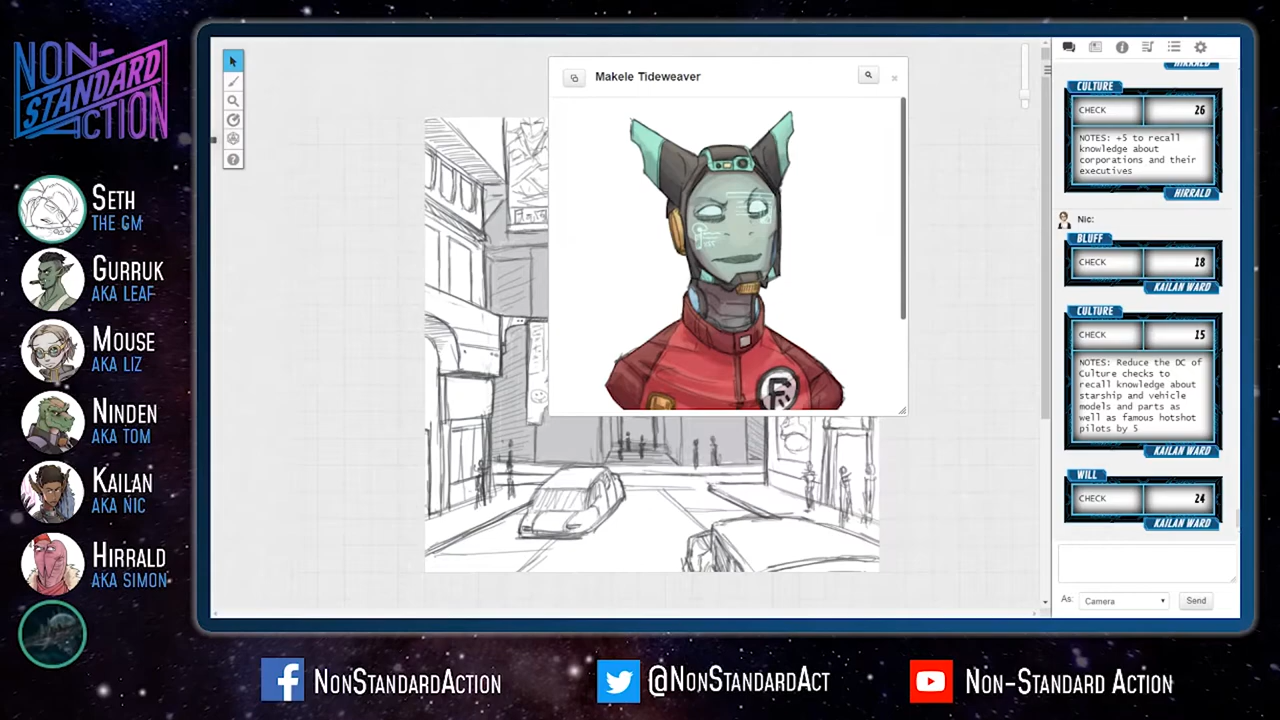 NON-
STANDARD
ACTION
SETH
THE GM
GURRUK
AKA LEAF
MOUSE
AKA LIZ
NINDEN
AKA TOM
KAILAN
AKA NIC
HIRRALD
AKA SIMON
Makele Tideweaver
HIRRALD
CULTURE
CHECK 26
NOTES: +5 to recall
knowledge about
corporations and their
executives
HIRRALD
Nic:
BLUFF
CHECK 18
KAILAN WARD
CULTURE
CHECK 15
NOTES: Reduce the DC of
Culture checks to
recall knowledge about
starship and vehicle
models and parts as
well as famous hotshot
pilots by 5
KAILAN WARD
WILL
CHECK 24
KAILAN WARD
As: Camera Send
NONSTANDARDACTION
@NONSTANDARDACT
NON-STANDARD ACTION